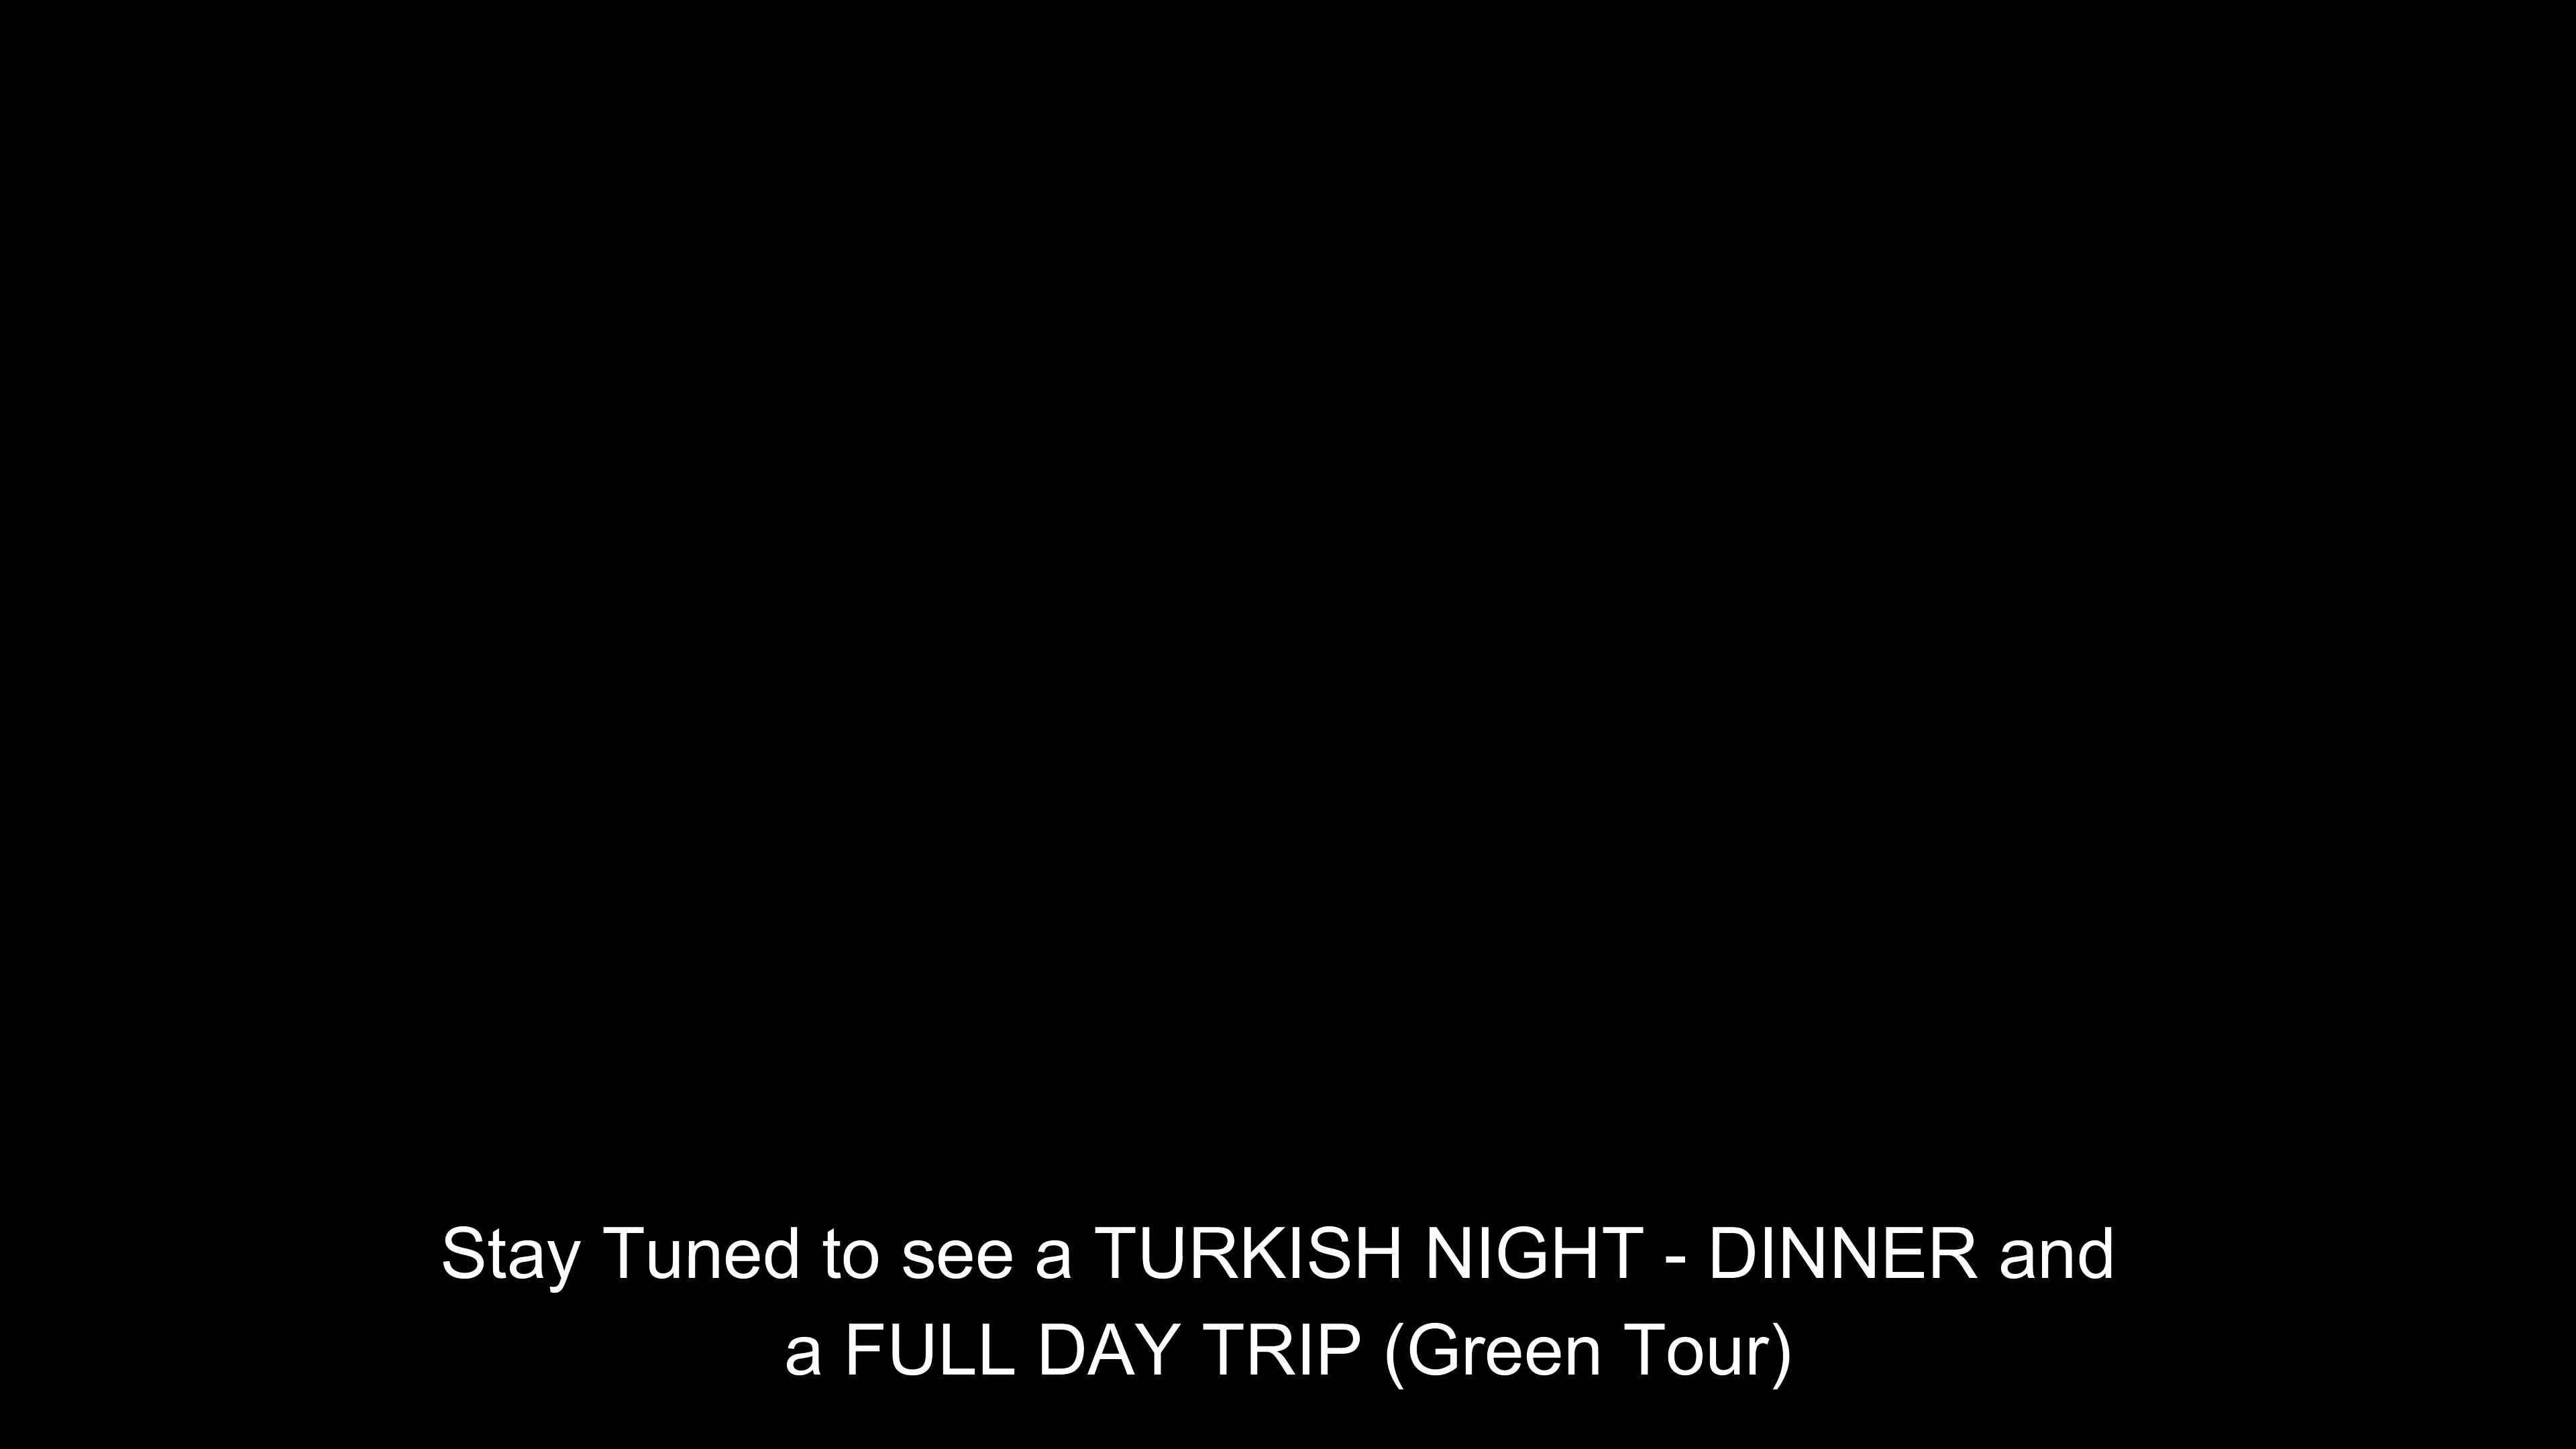 Stay Tuned to see a TURKISH NIGHT - DINNER and
a FULL DAY TRIP (Green Tour)